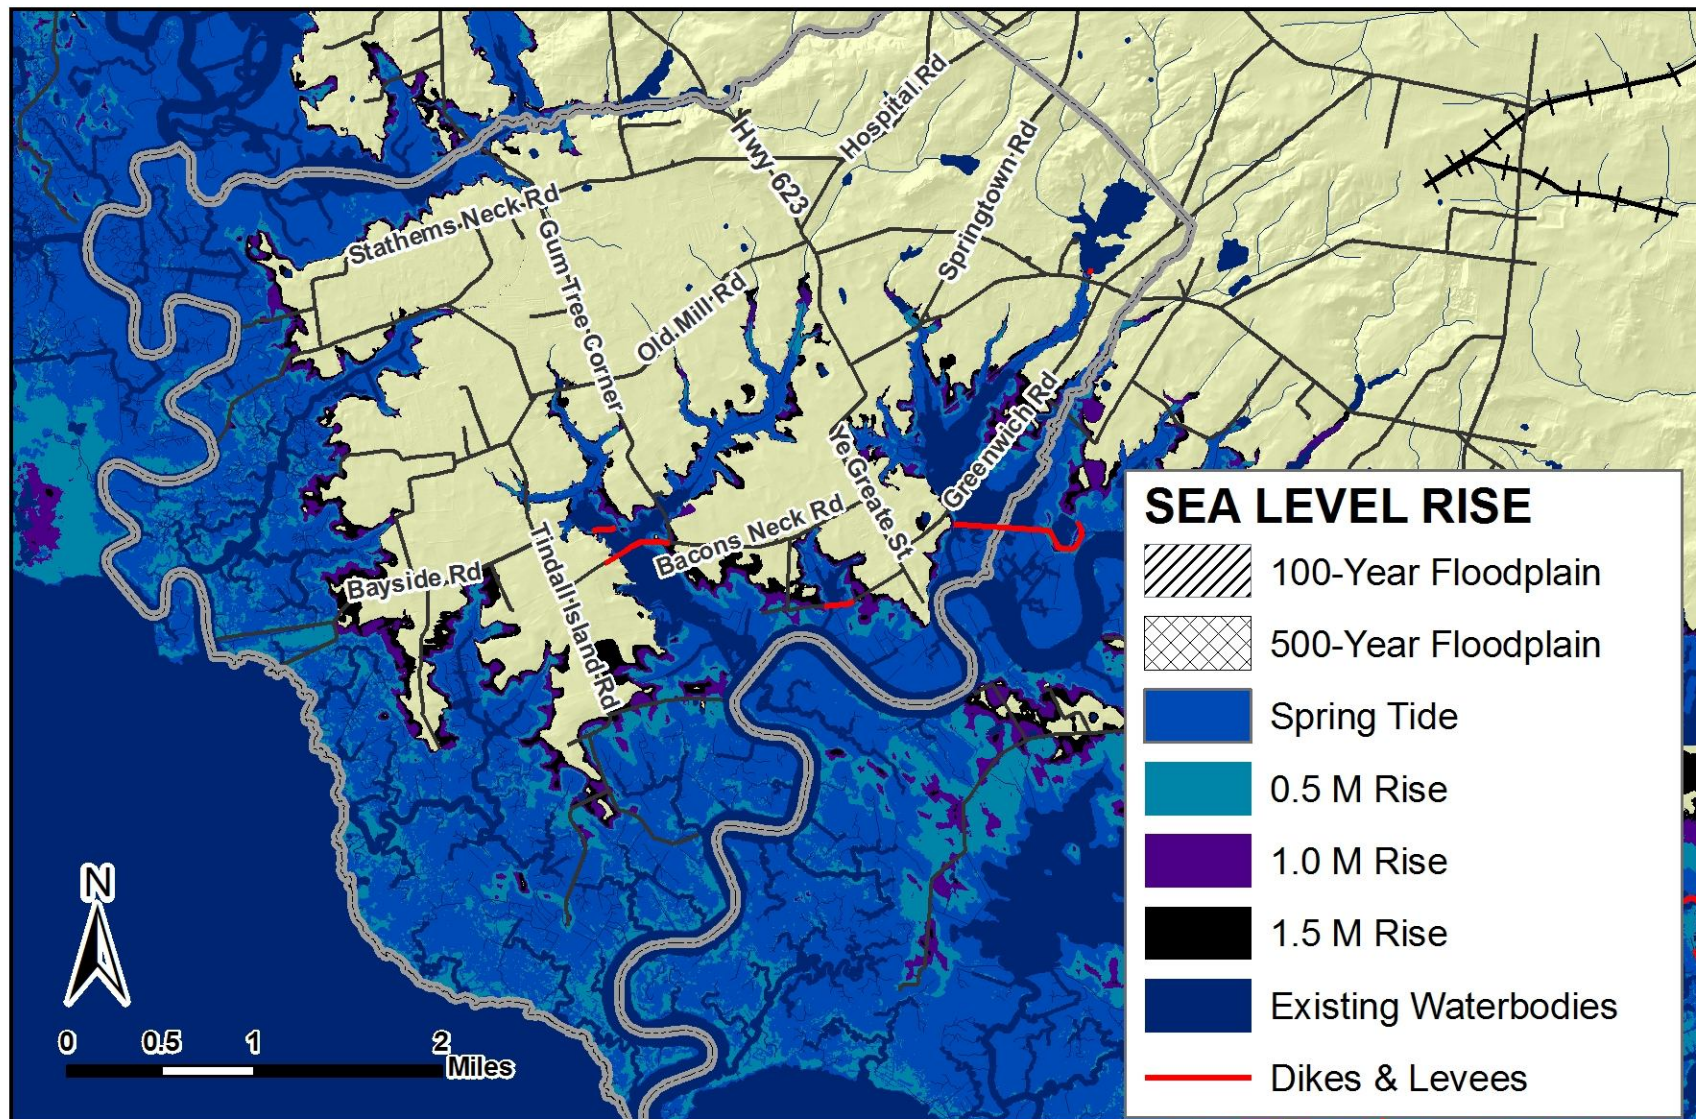 Hospital Rd
Hwy 623
Springtown Rd
Stathems Neck Rd
Gum Tree Corner
Old Mill Rd
Greenwich Rd
Ye Greate St
Bacons Neck Rd
Tindall Island Rd
Bayside Rd
SEA LEVEL RISE
100-Year Floodplain
500-Year Floodplain
Spring Tide
0.5 M Rise
1.0 M Rise
1.5 M Rise
Existing Waterbodies
Dikes & Levees
N
0 0.5 1 2
Miles